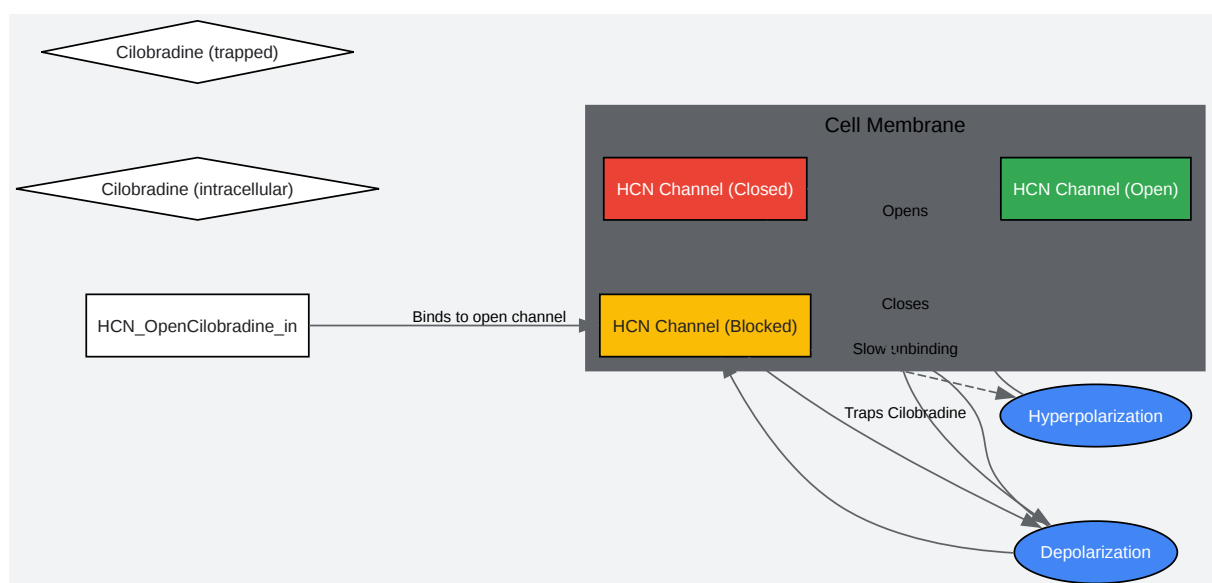 Cilobradine (trapped)
Cell Membrane
Cilobradine (intracellular)
HCN Channel (Closed)
HCN Channel (Open)
Opens
Closes
HCN_OpenCilobradine_in
Binds to open channel
HCN Channel (Blocked)
Slow unbinding
Traps Cilobradine
Hyperpolarization
Depolarization